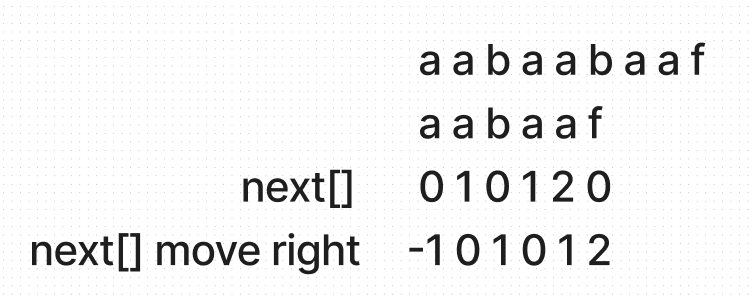 a a b a a b a a f
a a b a a f
next[] 0 1 0 1 2 0
next[] move right -1 0 1 0 1 2